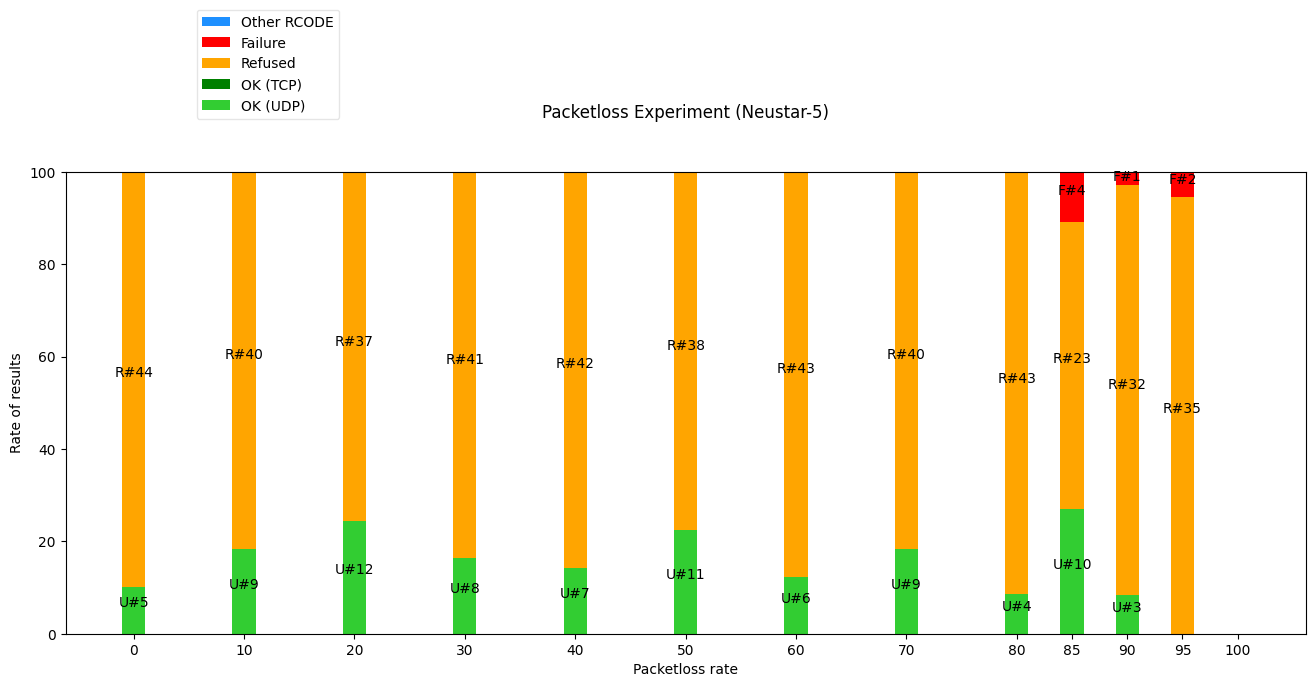 Other RCODE
Failure
Refused
OK (TCP)
OK (UDP)
Packetloss Experiment (Neustar-5)
100
80
60
40
20
0
Rate of results
F#4
F#1
F#2
R#44
R#40
R#37
R#41
R#42
R#38
R#43
R#40
R#43
R#23
R#32
R#35
U#5
U#9
U#12
U#8
U#7
U#11
U#6
U#9
U#4
U#10
U#3
0 10 20 30 40 50 60 70 80 85 90 95 100
Packetloss rate